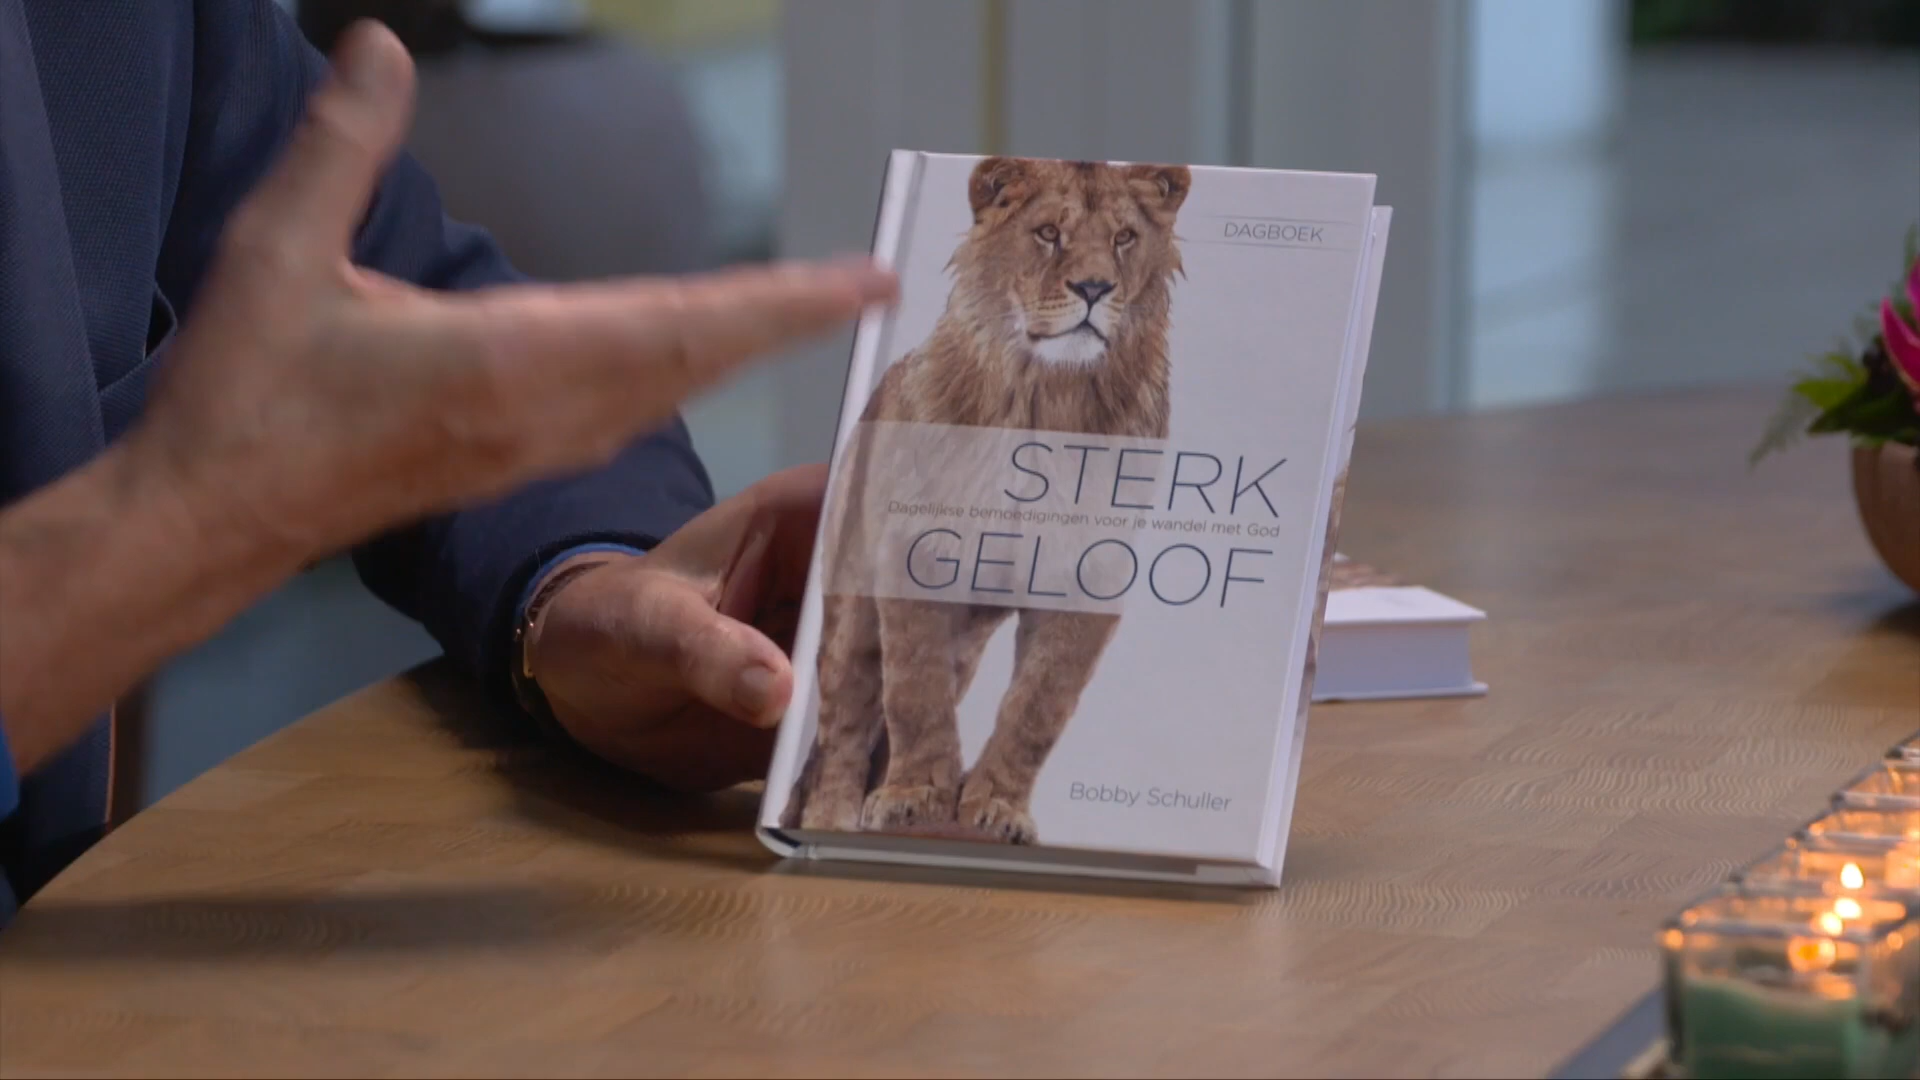 DAGBOEK
STERK
Dagelijkse bemoedigingen voor je wandel met God
GELOOF
Bobby Schuller